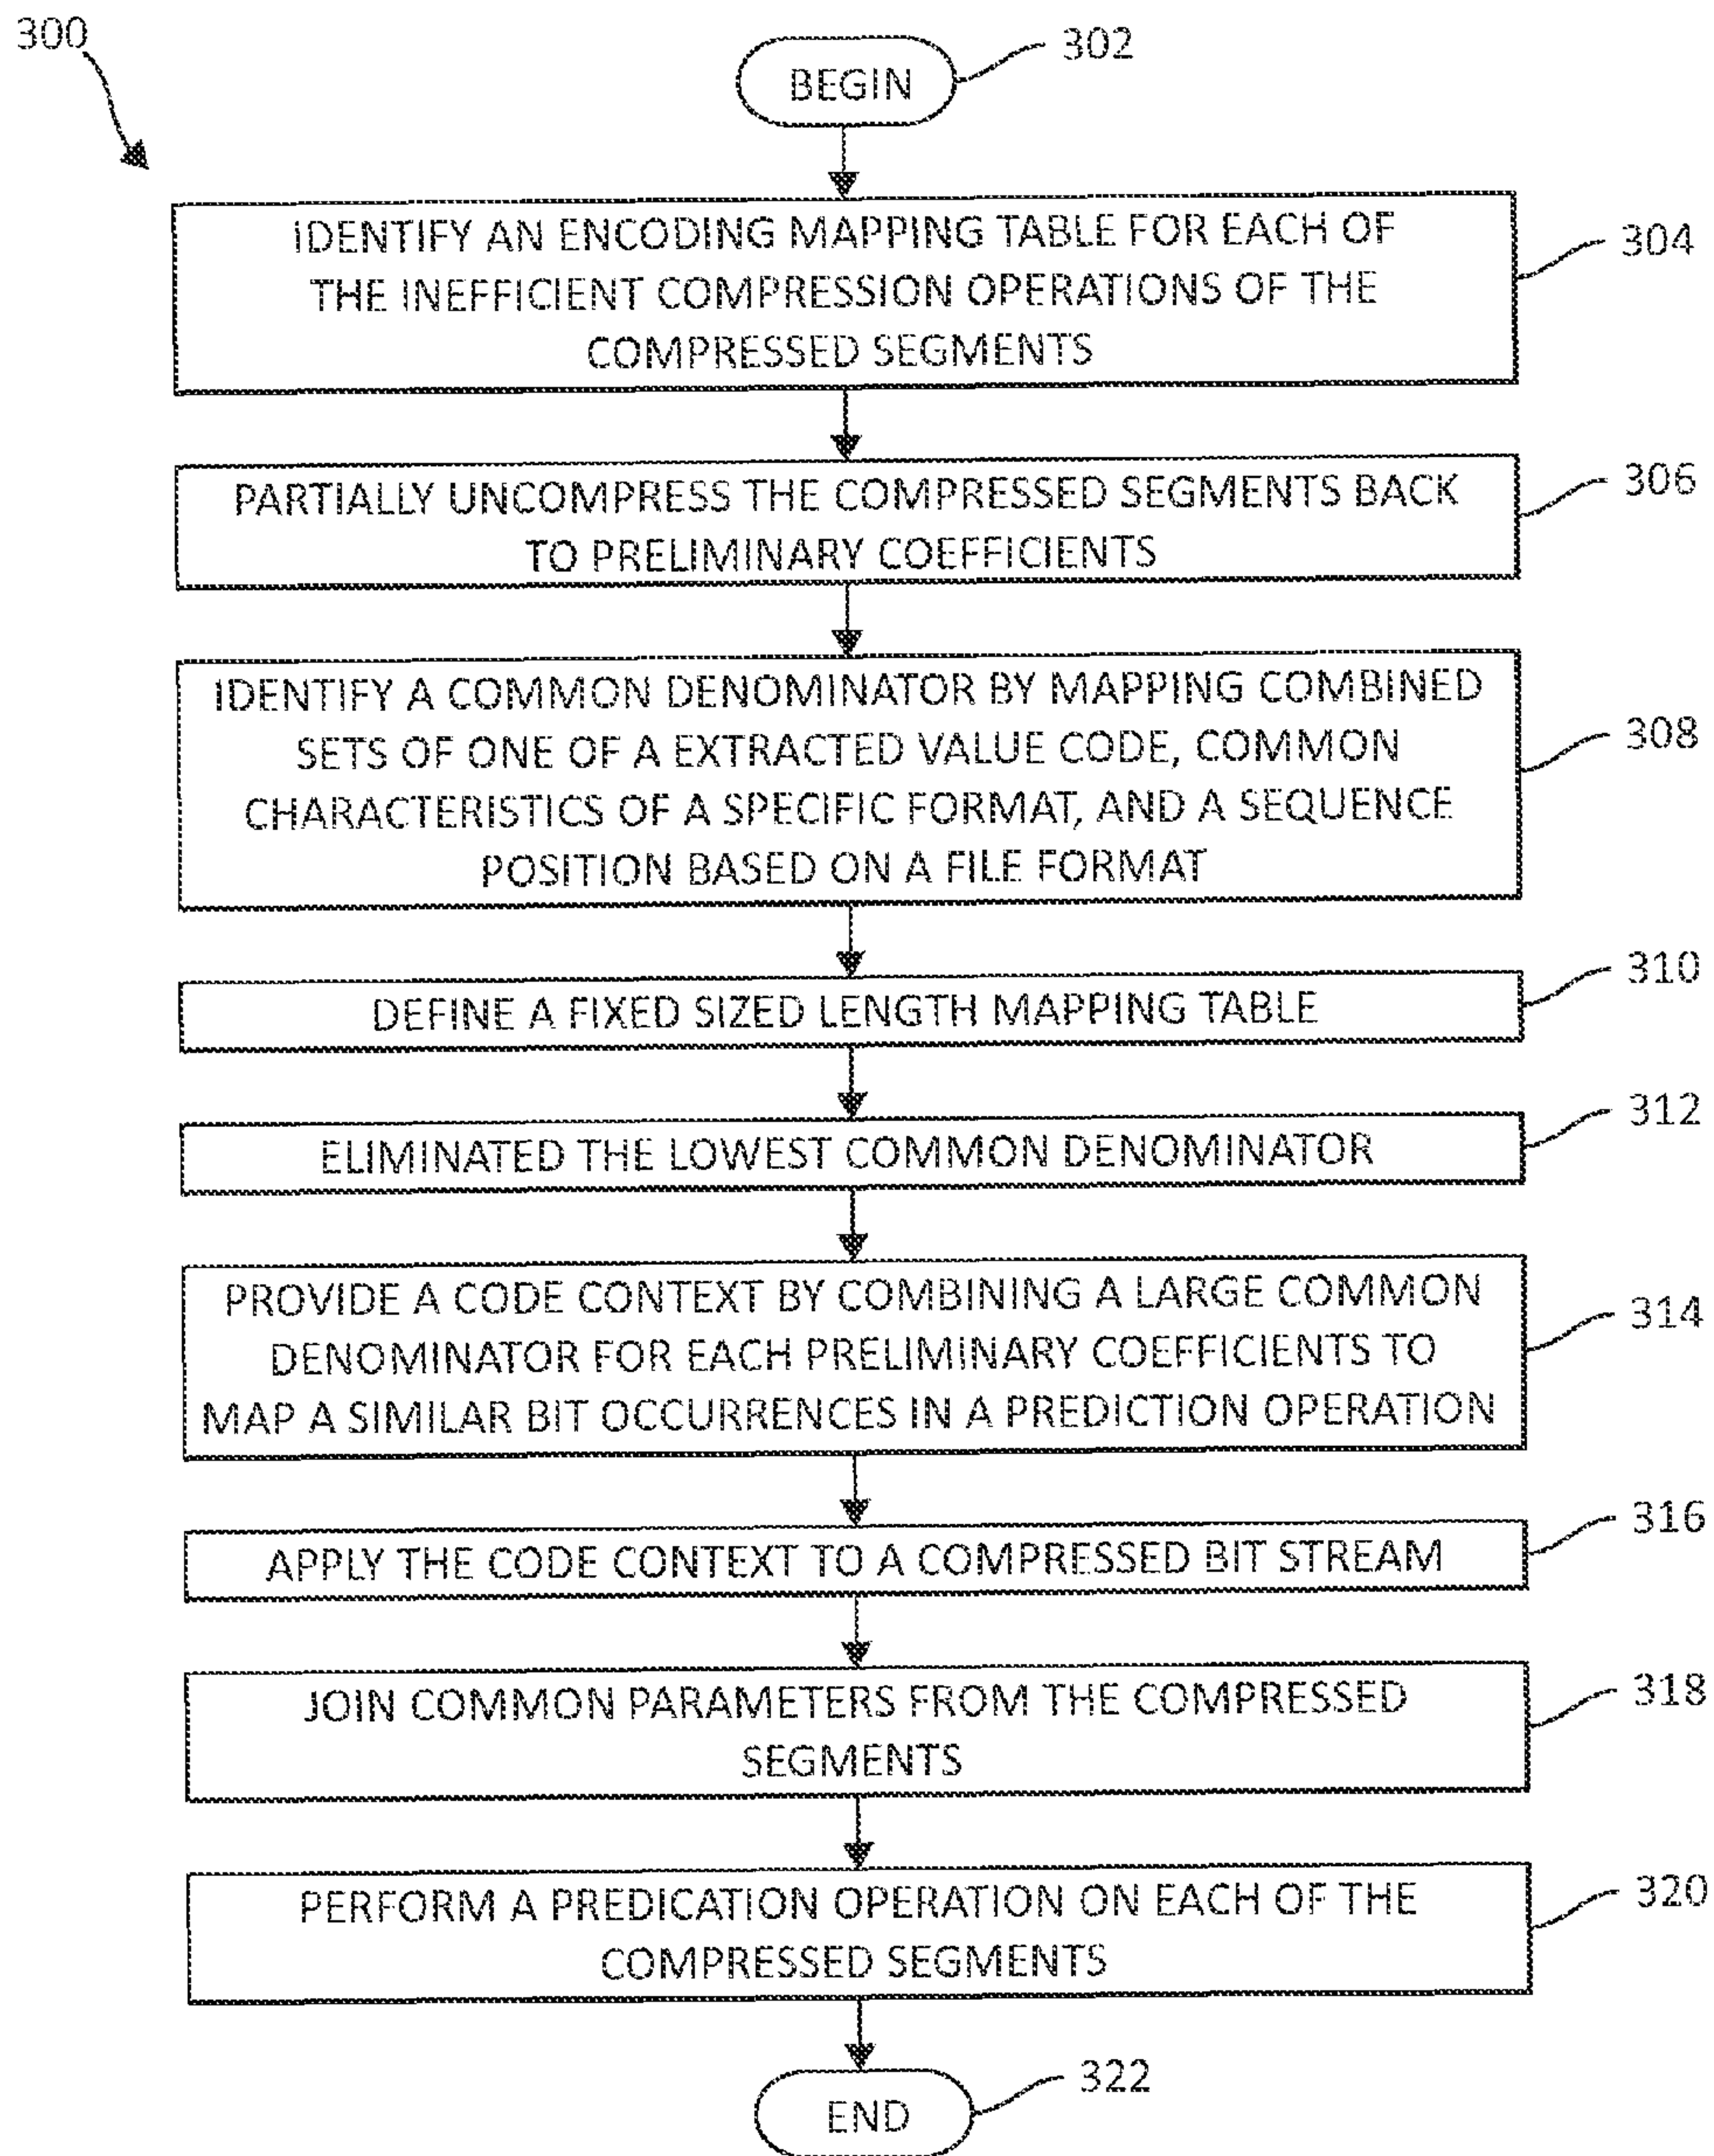 300
BEGIN
302
IDENTIFY AN ENCODING MAPPING TABLE FOR EACH OF
THE INEFFICIENT COMPRESSION OPERATIONS OF THE
COMPRESSED SEGMENTS
304
PARTIALLY UNCOMPRESS THE COMPRESSED SEGMENTS BACK
TO PRELIMINARY COEFFICIENTS
306
IDENTIFY A COMMON DENOMINATOR BY MAPPING COMBINED
SETS OF ONE OF A EXTRACTED VALUE CODE, COMMON
CHARACTERISTICS OF A SPECIFIC FORMAT, AND A SEQUENCE
POSITION BASED ON A FILE FORMAT
308
DEFINE A FIXED SIZED LENGTH MAPPING TABLE
310
ELIMINATED THE LOWEST COMMON DENOMINATOR
312
PROVIDE A CODE CONTEXT BY COMBINING A LARGE COMMON
DENOMINATOR FOR EACH PRELIMINARY COEFFICIENTS TO
MAP A SIMILAR BIT OCCURRENCES IN A PREDICTION OPERATION
314
APPLY THE CODE CONTEXT TO A COMPRESSED BIT STREAM
316
JOIN COMMON PARAMETERS FROM THE COMPRESSED
SEGMENTS
318
PERFORM A PREDICATION OPERATION ON EACH OF THE
COMPRESSED SEGMENTS
320
END
322